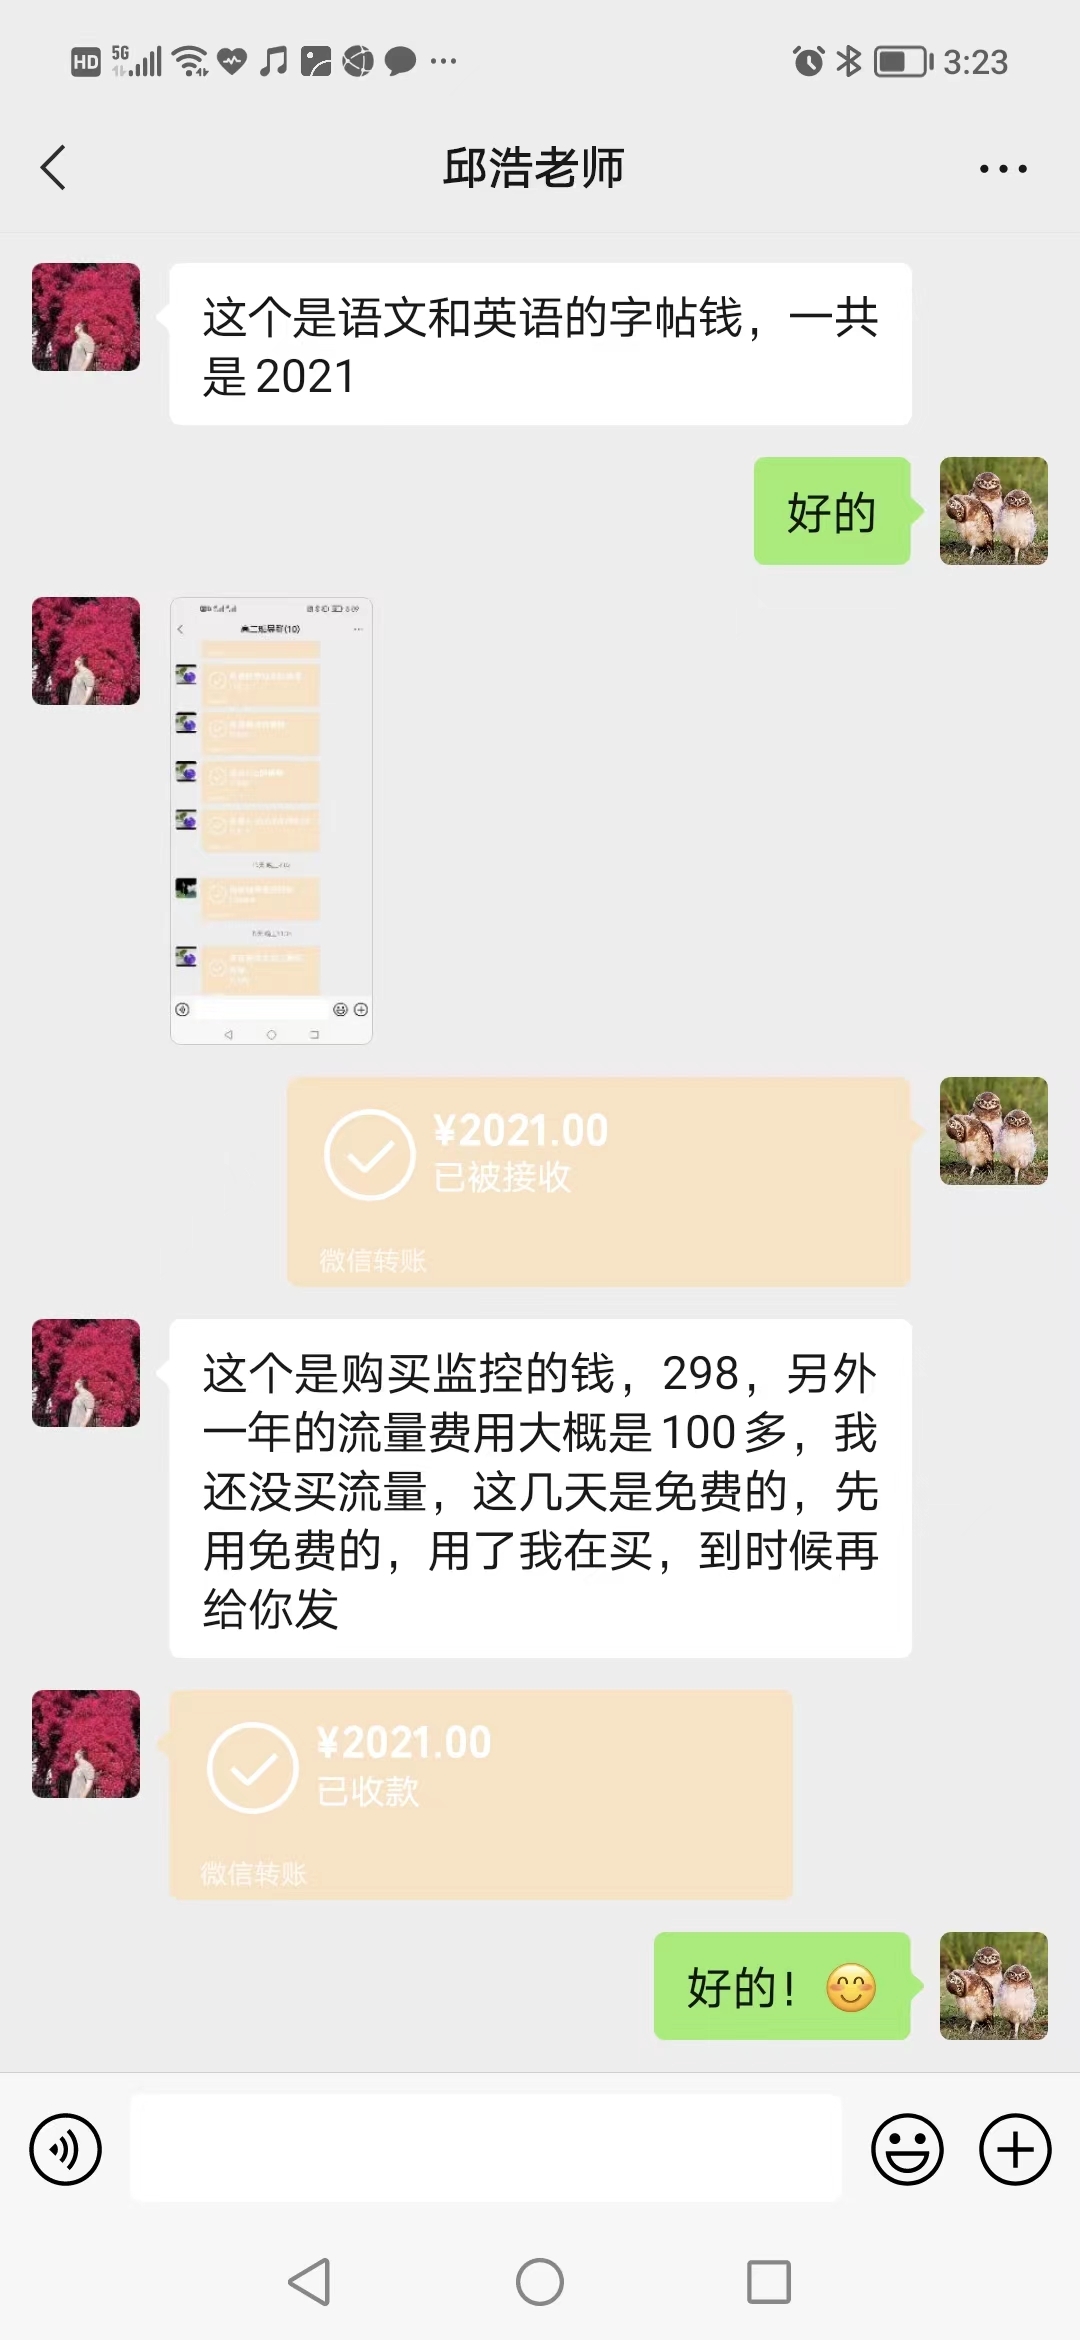 HD 5G 3:23
邱浩老师
这个是语文和英语的字帖钱，一共
是2021
好的
¥2021.00
已被接收
微信转账
这个是购买监控的钱，298，另外
一年的流量费用大概是100多，我
还没买流量，这几天是免费的，先
用免费的，用了我在买，到时候再
给你发
¥2021.00
已收款
微信转账
好的！